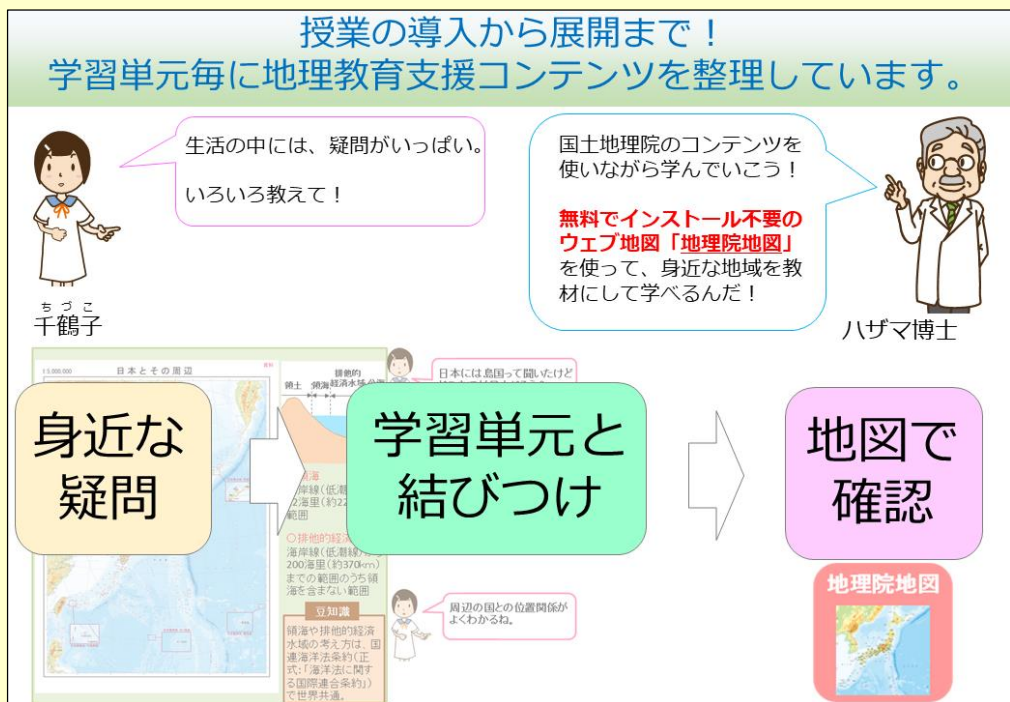 授業の導入から展開まで！
学習単元毎に地理教育支援コンテンツを整理しています。
生活の中には、疑問がいっぱい。
いろいろ教えて！
国土地理院のコンテンツを
使いながら学んでいこう！
無料でインストール不要の
ウェブ地図「地理院地図」
を使って、身近な地域を教
材にして学べるんだ！
ちづこ
千鶴子
ハザマ博士
日本とその周辺
領土
領海
排他的
経済水域
日本には島国って聞いたけど
身近な
疑問
学習単元と
結びつけ
地図で
確認
範囲
〇排他的経済
海岸線（低潮線）
200海里（約370km）
までの範囲のうち領
海を含まない範囲
豆知識
領海や排他的経済
水域の考え方は、国
連海洋法条約（正
式：「海洋法に関す
る国際連合条約」）
で世界共通。
周辺の国との位置関係が
よくわかるね。
地理院地図